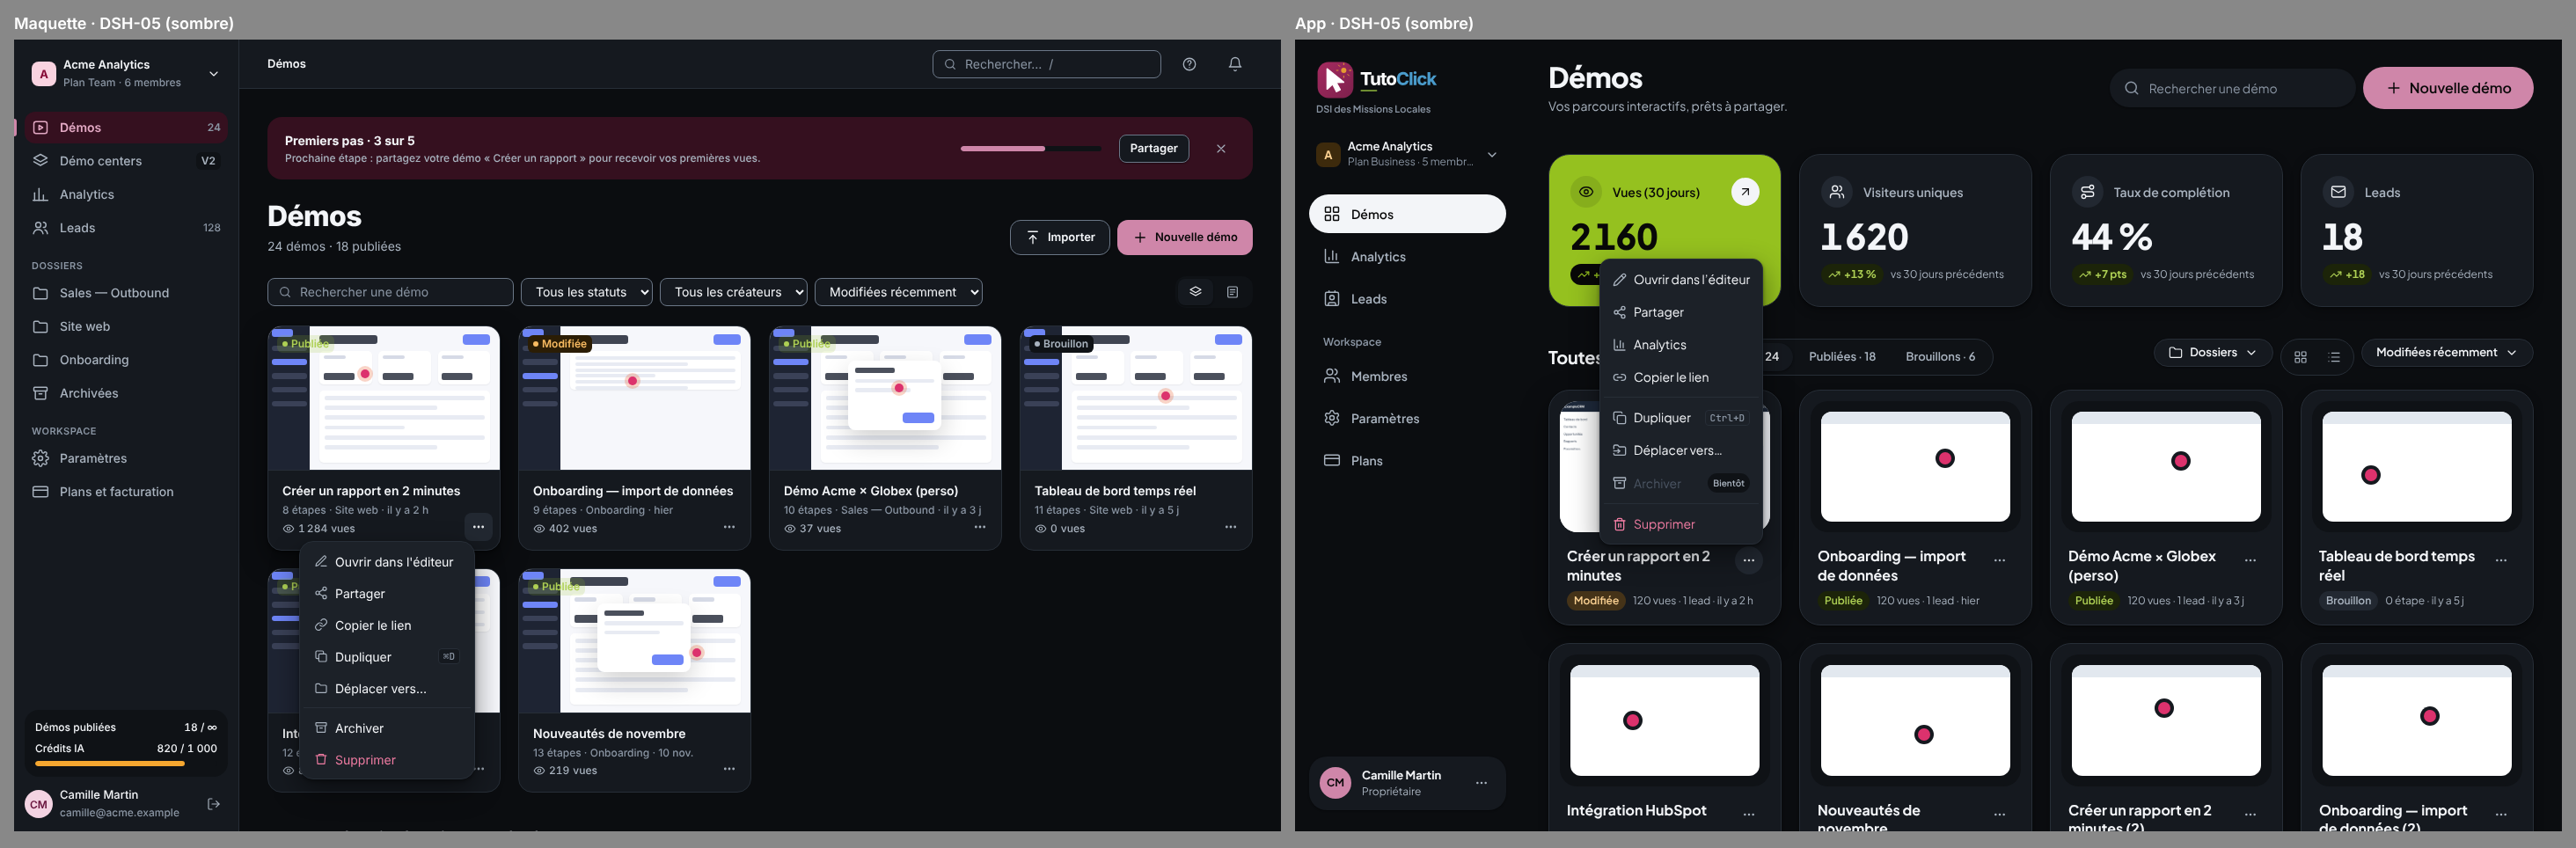 Maquette · DSH-05 (sombre)
A
Acme Analytics
Plan Team · 6 membres
Démos
24
Démo centers
V2
Analytics
Leads
128
DOSSIERS
Sales — Outbound
Site web
Onboarding
Archivées
WORKSPACE
Paramètres
Plans et facturation
Démos publiées
18 / ∞
Crédits IA
820 / 1 000
CM
Camille Martin
camille@acme.example
Démos
Rechercher... /
Premiers pas · 3 sur 5
Prochaine étape : partagez votre démo « Créer un rapport » pour recevoir vos premières vues.
Partager
Démos
24 démos · 18 publiées
Importer
Nouvelle démo
Rechercher une démo
Tous les statuts
Tous les créateurs
Modifiées récemment
Publiée
Créer un rapport en 2 minutes
8 étapes · Site web · il y a 2 h
1 284 vues
Modifiée
Onboarding — import de données
9 étapes · Onboarding · hier
402 vues
Publiée
Démo Acme × Globex (perso)
10 étapes · Sales — Outbound · il y a 3 j
37 vues
Brouillon
Tableau de bord temps réel
11 étapes · Site web · il y a 5 j
0 vues
Ouvrir dans l'éditeur
Partager
Copier le lien
Dupliquer
⌘D
Déplacer vers...
Archiver
Supprimer
Publiée
Nouveautés de novembre
13 étapes · Onboarding · 10 nov.
219 vues
App · DSH-05 (sombre)
TutoClick
DSI des Missions Locales
A
Acme Analytics
Plan Business · 5 membr...
Démos
Analytics
Leads
Workspace
Membres
Paramètres
Plans
CM
Camille Martin
Propriétaire
Démos
Vos parcours interactifs, prêts à partager.
Rechercher une démo
Nouvelle démo
Vues (30 jours)
2 160
Visiteurs uniques
1 620
+13 % vs 30 jours précédents
Taux de complétion
44 %
+7 pts vs 30 jours précédents
Leads
18
+18 vs 30 jours précédents
Toutes
24
Publiées · 18
Brouillons · 6
Dossiers
Modifiées récemment
Ouvrir dans l'éditeur
Partager
Analytics
Copier le lien
Dupliquer
Ctrl+D
Déplacer vers...
Archiver
Bientôt
Supprimer
Créer un rapport en 2
minutes
Modifiée
120 vues · 1 lead · il y a 2 h
Onboarding — import
de données
Publiée
120 vues · 1 lead · hier
Démo Acme × Globex
(perso)
Publiée
120 vues · 1 lead · il y a 3 j
Tableau de bord temps
réel
Brouillon
0 étape · il y a 5 j
Intégration HubSpot
Nouveautés de
novembre
Créer un rapport en 2
minutes (2)
Onboarding — import
de données (2)